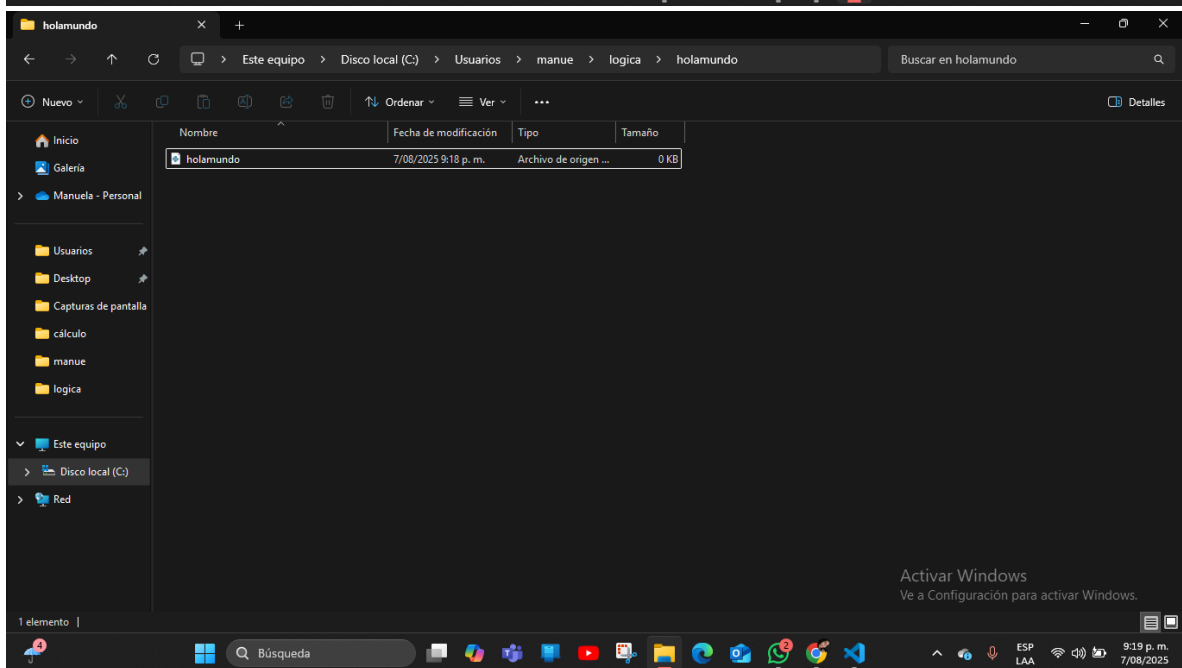 holamundo
Este equipo > Disco local (C:) > Usuarios > manue > logica > holamundo
Buscar en holamundo
Nuevo
Ordenar
Ver
Detalles
Nombre Fecha de modificación Tipo Tamaño
holamundo 7/08/2025 9:18 p. m. Archivo de origen ... 0 KB
Inicio
Galería
Manuela - Personal
Usuarios
Desktop
Capturas de pantalla
cálculo
manue
logica
Este equipo
Disco local (C:)
Red
Activar Windows
Ve a Configuración para activar Windows.
1 elemento
4
Búsqueda
2
ESP
LAA
9:19 p. m.
7/08/2025